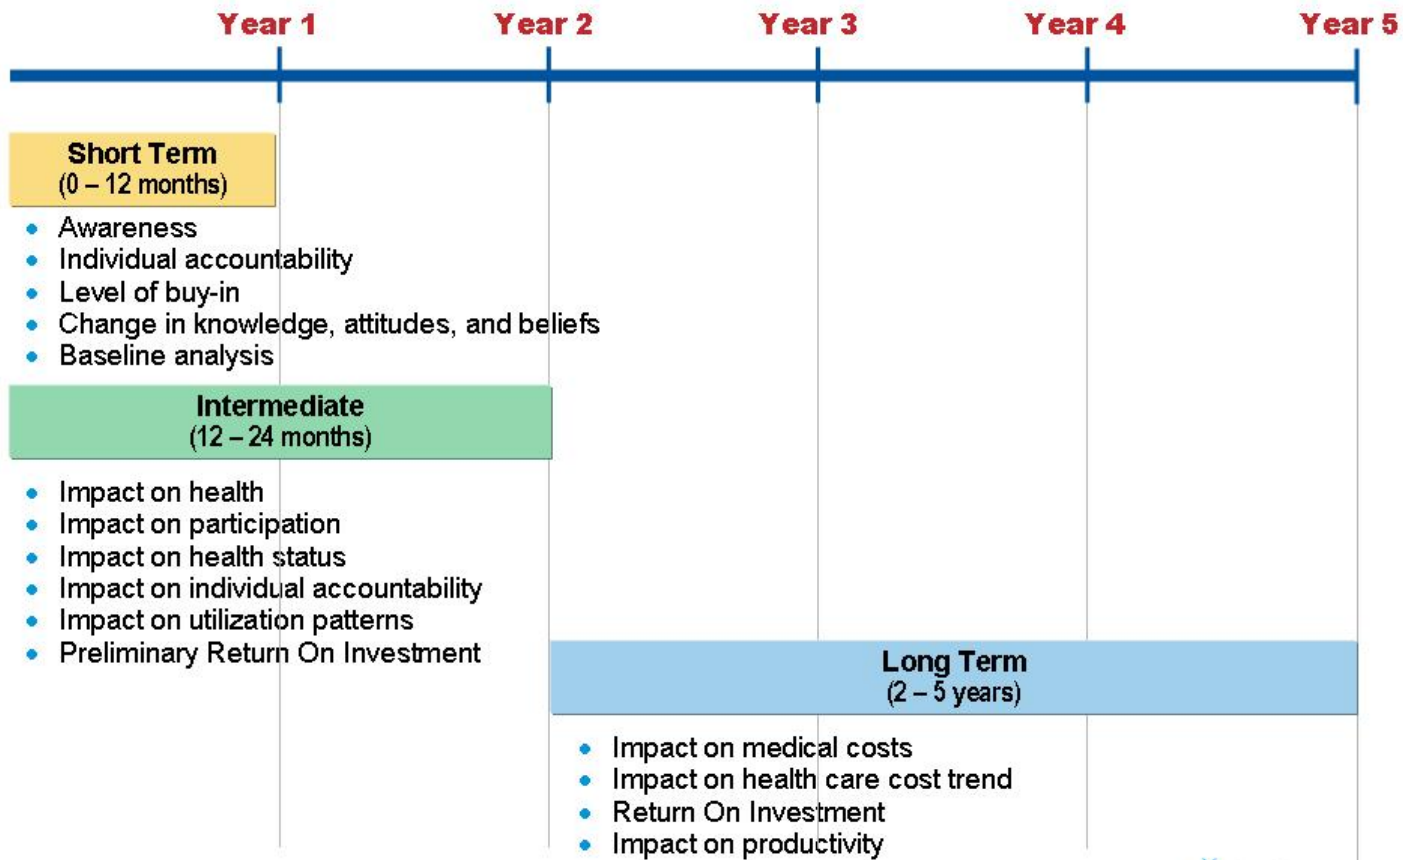 Year 1 Year 2 Year 3 Year 4 Year 5
Short Term
(0 – 12 months)
• Awareness
• Individual accountability
• Level of buy-in
• Change in knowledge, attitudes, and beliefs
• Baseline analysis
Intermediate
(12 – 24 months)
• Impact on health
• Impact on participation
• Impact on health status
• Impact on individual accountability
• Impact on utilization patterns
• Preliminary Return On Investment
Long Term
(2 – 5 years)
• Impact on medical costs
• Impact on health care cost trend
• Return On Investment
• Impact on productivity